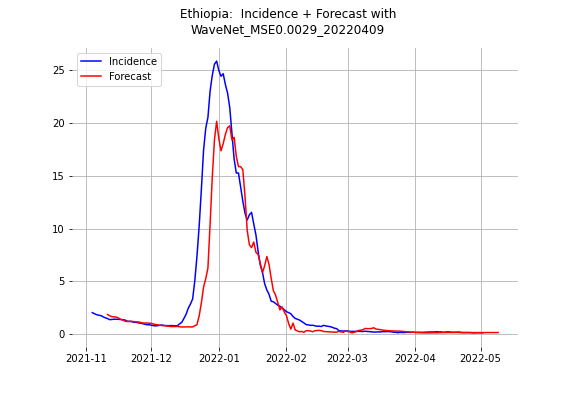 Ethiopia:  Incidence + Forecast with
WaveNet_MSE0.0029_20220409
Incidence
Forecast
25
20
15
10
5
0
2021-11 2021-12 2022-01 2022-02 2022-03 2022-04 2022-05